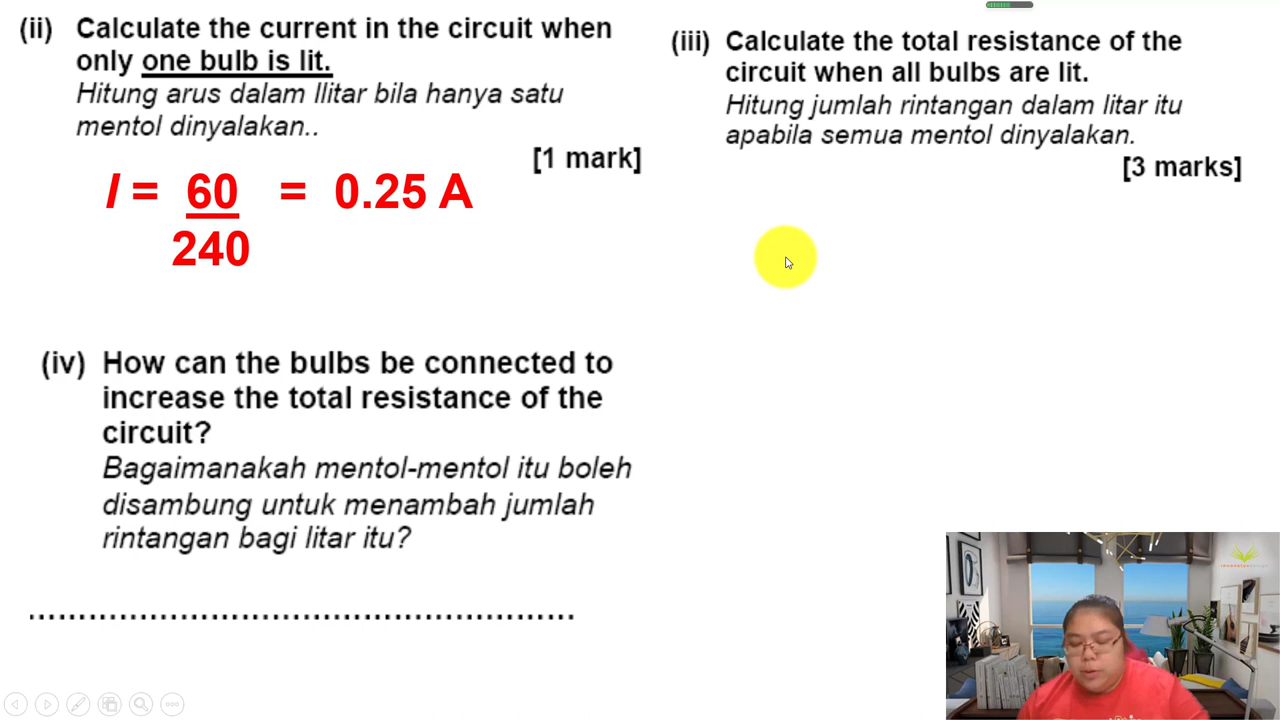 (ii) Calculate the current in the circuit when
only one bulb is lit.
Hitung arus dalam Llitar bila hanya satu
mentol dinyalakan..
[1 mark]
I = 60 = 0.25 A
240
(iv) How can the bulbs be connected to
increase the total resistance of the
circuit?
Bagaimanakah mentol-mentol itu boleh
disambung untuk menambah jumlah
rintangan bagi litar itu?
............................................................
(iii) Calculate the total resistance of the
circuit when all bulbs are lit.
Hitung jumlah rintangan dalam litar itu
apabila semua mentol dinyalakan.
[3 marks]